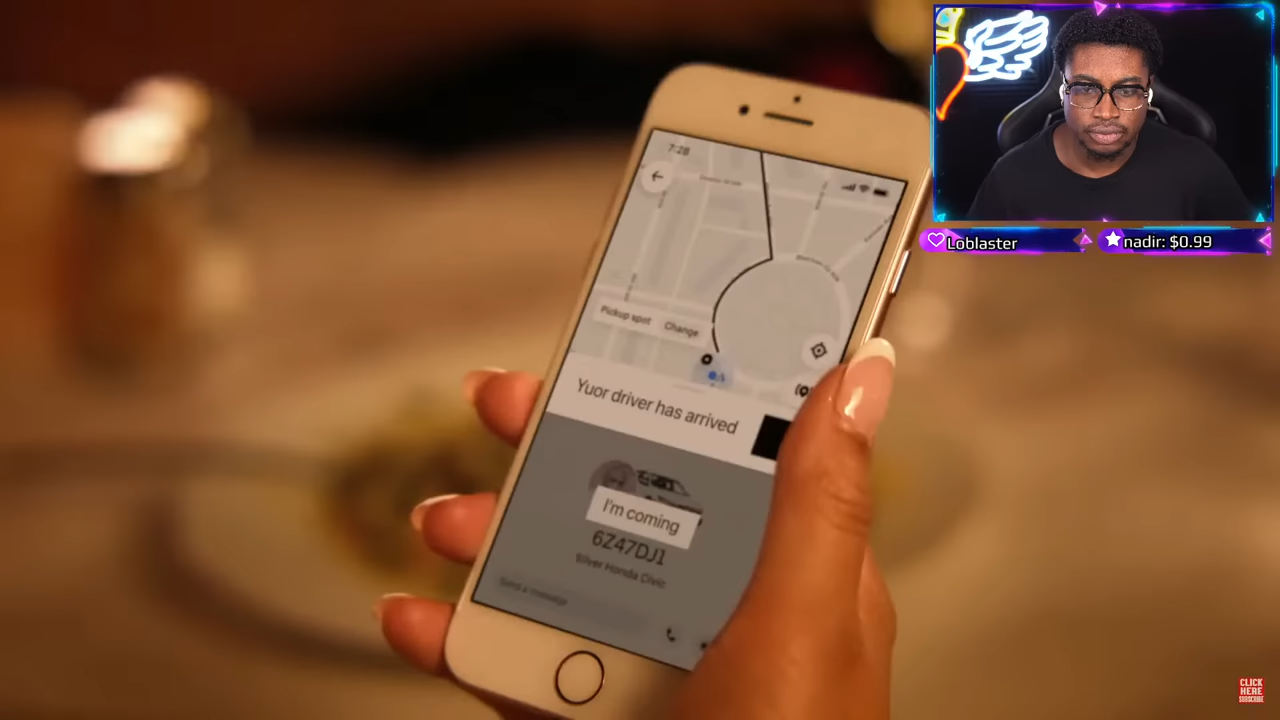 7:28
Pickup spot Change
Yuor driver has arrived
I'm coming
6Z47DJ1
Silver Honda Civic
Send a message
Loblaster
nadir: $0.99
CLICK
HERE
SUBSCRIBE